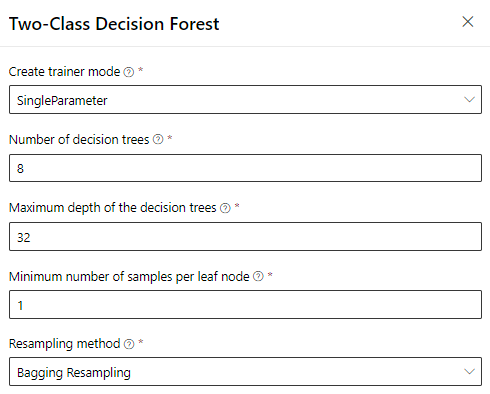 Two-Class Decision Forest
Create trainer mode ? *
SingleParameter
Number of decision trees ? *
8
Maximum depth of the decision trees ? *
32
Minimum number of samples per leaf node ? *
1
Resampling method ? *
Bagging Resampling